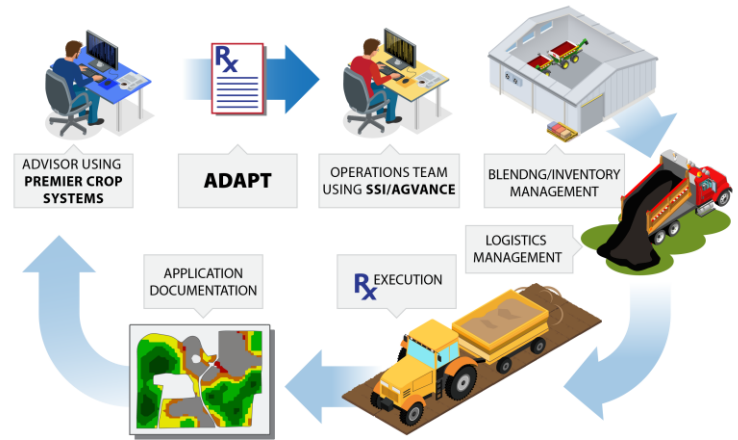 Rx
ADVISOR USING
PREMIER CROP
SYSTEMS
ADAPT
OPERATIONS TEAM
USING SSI/AGVANCE
BLENDNG/INVENTORY
MANAGEMENT
LOGISTICS
MANAGEMENT
APPLICATION
DOCUMENTATION
Rx EXECUTION